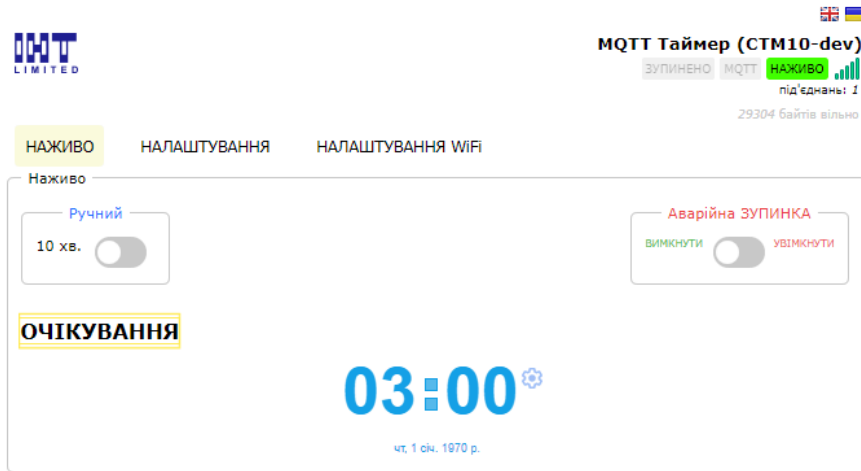 ІНТ
LIMITED
MQTT Таймер (CTM10-dev)
ЗУПИНЕНО MQTT НАЖИВО
під'єднань: 1
29304 байтів вільно
НАЖИВО НАЛАШТУВАННЯ НАЛАШТУВАННЯ WiFi
Наживо
Ручний
10 хв.
Аварійна ЗУПИНКА
ВИМКНУТИ УВІМКНУТИ
ОЧІКУВАННЯ
03:00
чт, 1 січ. 1970 р.